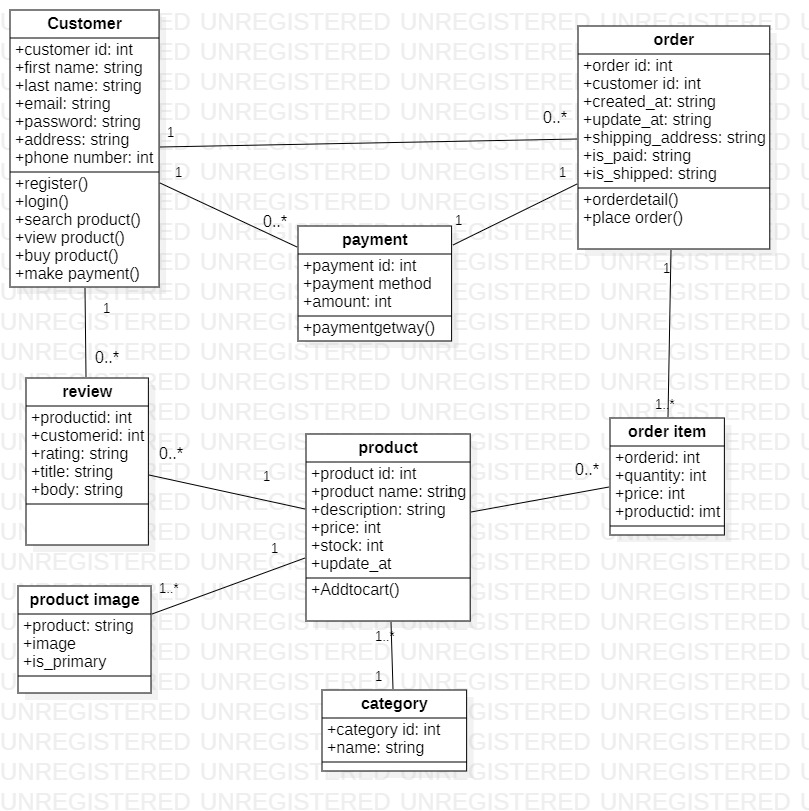 Customer
+customer id: int
+first name: string
+last name: string
+email: string
+password: string
+address: string
+phone number: int
+register()
+login()
+search product()
+view product()
+buy product()
+make payment()
order
+order id: int
+customer id: int
+created_at: string
+update_at: string
+shipping_address: string
+is_paid: string
+is_shipped: string
+orderdetail()
+place order()
1
0..*
1
0..*
1
1
payment
+payment id: int
+payment method
+amount: int
+paymentgetway()
1
0..*
1
1..*
review
+productid: int
+customerid: int
+rating: string
+title: string
+body: string
0..*
1
product
+product id: int
+product name: string
1
+description: string
+price: int
+stock: int
+update_at
+Addtocart()
0..*
order item
+orderid: int
+quantity: int
+price: int
+productid: imt
1
1..*
product image
+product: string
+image
+is_primary
1..*
1
category
+category id: int
+name: string
UNREGISTERED